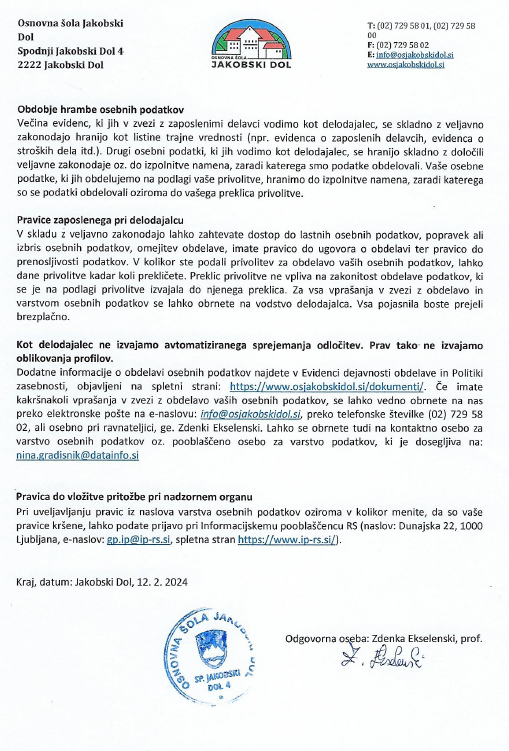 Osnovna šola Jakobski
Dol
Spodnji Jakobski Dol 4
2222 Jakobski Dol
OSNOVNA ŠOLA
JAKOBSKI DOL
T: (02) 729 58 01, (02) 729 58
00
F: (02) 729 58 02
E: info@osjakobskidol.si
www.osjakobskidol.si
Obdobje hrambe osebnih podatkov
Večina evidenc, ki jih v zvezi z zaposlenimi delavci vodimo kot delodajalec, se skladno z veljavno
zakonodajo hranijo kot listine trajne vrednosti (npr. evidenca o zaposlenih delavcih, evidenca o
stroških dela itd.). Drugi osebni podatki, ki jih vodimo kot delodajalec, se hranijo skladno z določili
veljavne zakonodaje oz. do izpolnitve namena, zaradi katerega smo podatke obdelovali. Vaše osebne
podatke, ki jih obdelujemo na podlagi vaše privolitve, hranimo do izpolnitve namena, zaradi katerega
so se podatki obdelovali oziroma do vašega preklica privolitve.
Pravice zaposlenega pri delodajalcu
V skladu z veljavno zakonodajo lahko zahtevate dostop do lastnih osebnih podatkov, popravek ali
izbris osebnih podatkov, omejitev obdelave, imate pravico do ugovora o obdelavi ter pravico do
prenosljivosti podatkov. V kolikor ste podali privolitev za obdelavo vaših osebnih podatkov, lahko
dane privolitve kadar koli prekličete. Preklic privolitve ne vpliva na zakonitost obdelave podatkov, ki
se je na podlagi privolitve izvajala do njenega preklica. Za vsa vprašanja v zvezi z obdelavo in
varstvom osebnih podatkov se lahko obrnete na vodstvo delodajalca. Vsa pojasnila boste prejeli
brezplačno.
Kot delodajalec ne izvajamo avtomatiziranega sprejemanja odločitev. Prav tako ne izvajamo
oblikovanja profilov.
Dodatne informacije o obdelavi osebnih podatkov najdete v Evidenci dejavnosti obdelave in Politiki
zasebnosti, objavljeni na spletni strani: https://www.osjakobskidol.si/dokumenti/. Če imate
kakršnakoli vprašanja v zvezi z obdelavo vaših osebnih podatkov, se lahko vedno obrnete na nas
preko elektronske pošte na e-naslovu: info@osjakobskidol.si, preko telefonske številke (02) 729 58
02, ali osebno pri ravnateljici, ge. Zdenki Ekselenski. Lahko se obrnete tudi na kontaktno osebo za
varstvo osebnih podatkov oz. pooblaščeno osebo za varstvo podatkov, ki je dosegljiva na:
nina.gradisnik@datainfo.si
Pravica do vložitve pritožbe pri nadzornem organu
Pri uveljavljanju pravic iz naslova varstva osebnih podatkov oziroma v kolikor menite, da so vaše
pravice kršene, lahko podate prijavo pri Informacijskemu pooblaščencu RS (naslov: Dunajska 22, 1000
Ljubljana, e-naslov: gp.ip@ip-rs.si, spletna stran https://www.ip-rs.si/).
Kraj, datum: Jakobski Dol, 12. 2. 2024
OSNOVNA ŠOLA JAKOBSKI DOL
SP. JAKOBSKI
DOL 4
Odgovorna oseba: Zdenka Ekselenski, prof.